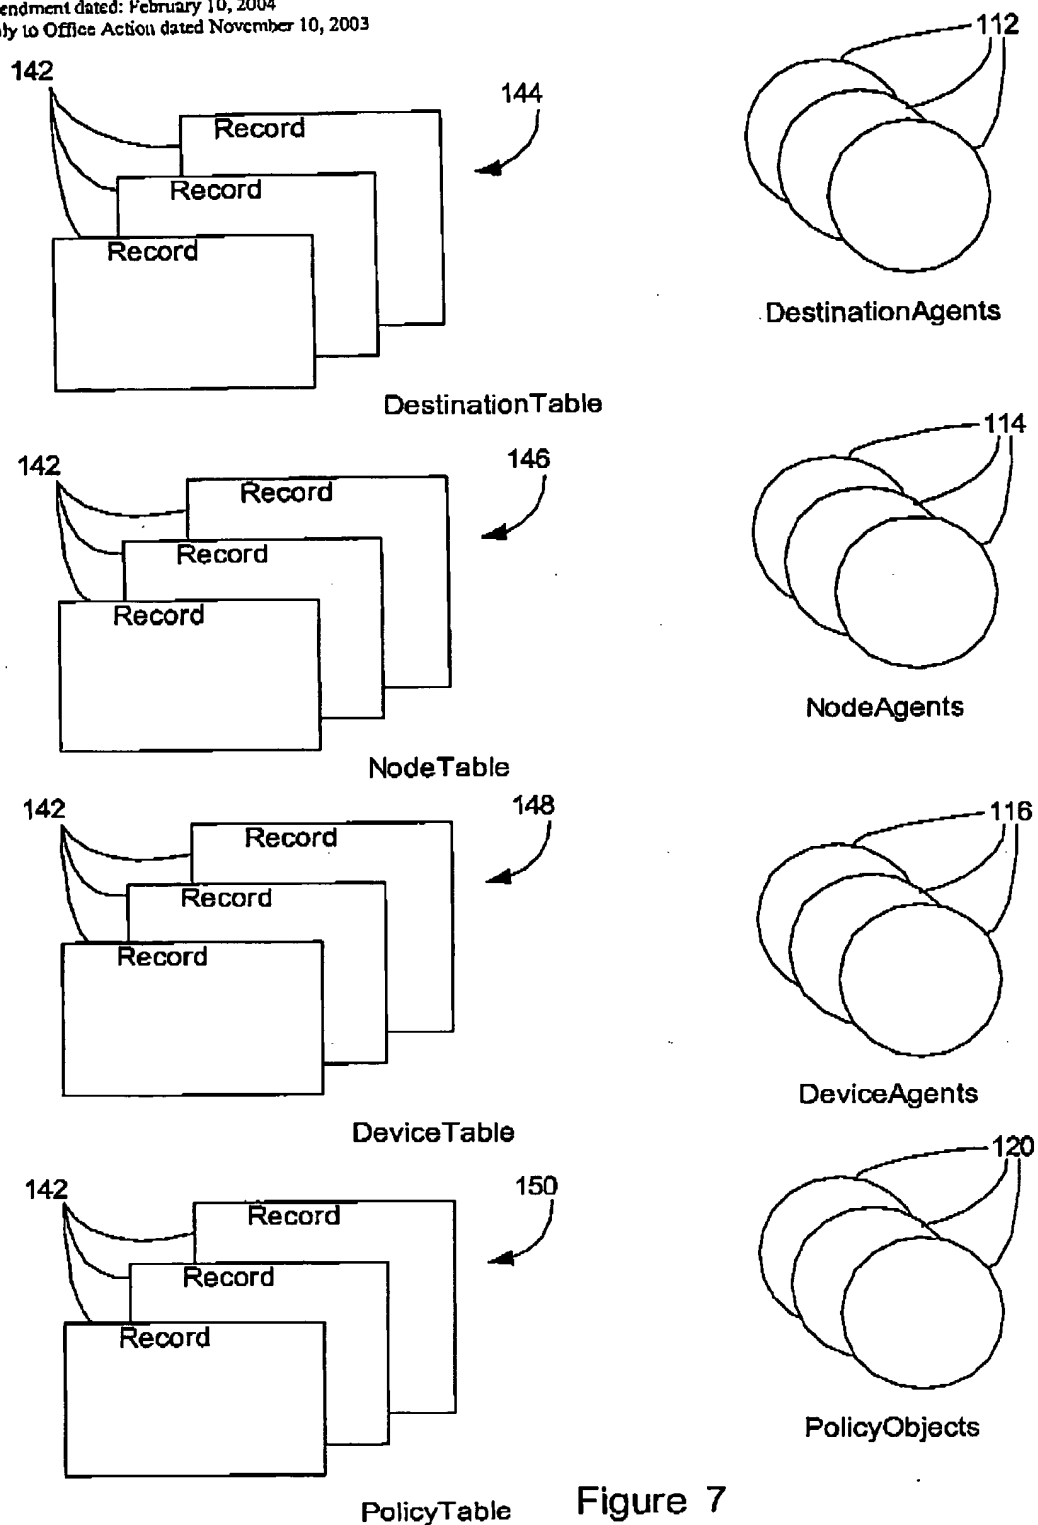 endment dated: February 10, 2004
ly to Office Action dated November 10, 2003
112
142
144
Record
Record
Record
DestinationAgents
DestinationTable
114
142
146
Record
Record
Record
NodeAgents
NodeTable
142
148
116
Record
Record
Record
DeviceAgents
DeviceTable
120
142
150
Record
Record
Record
PolicyObjects
PolicyTable
Figure 7